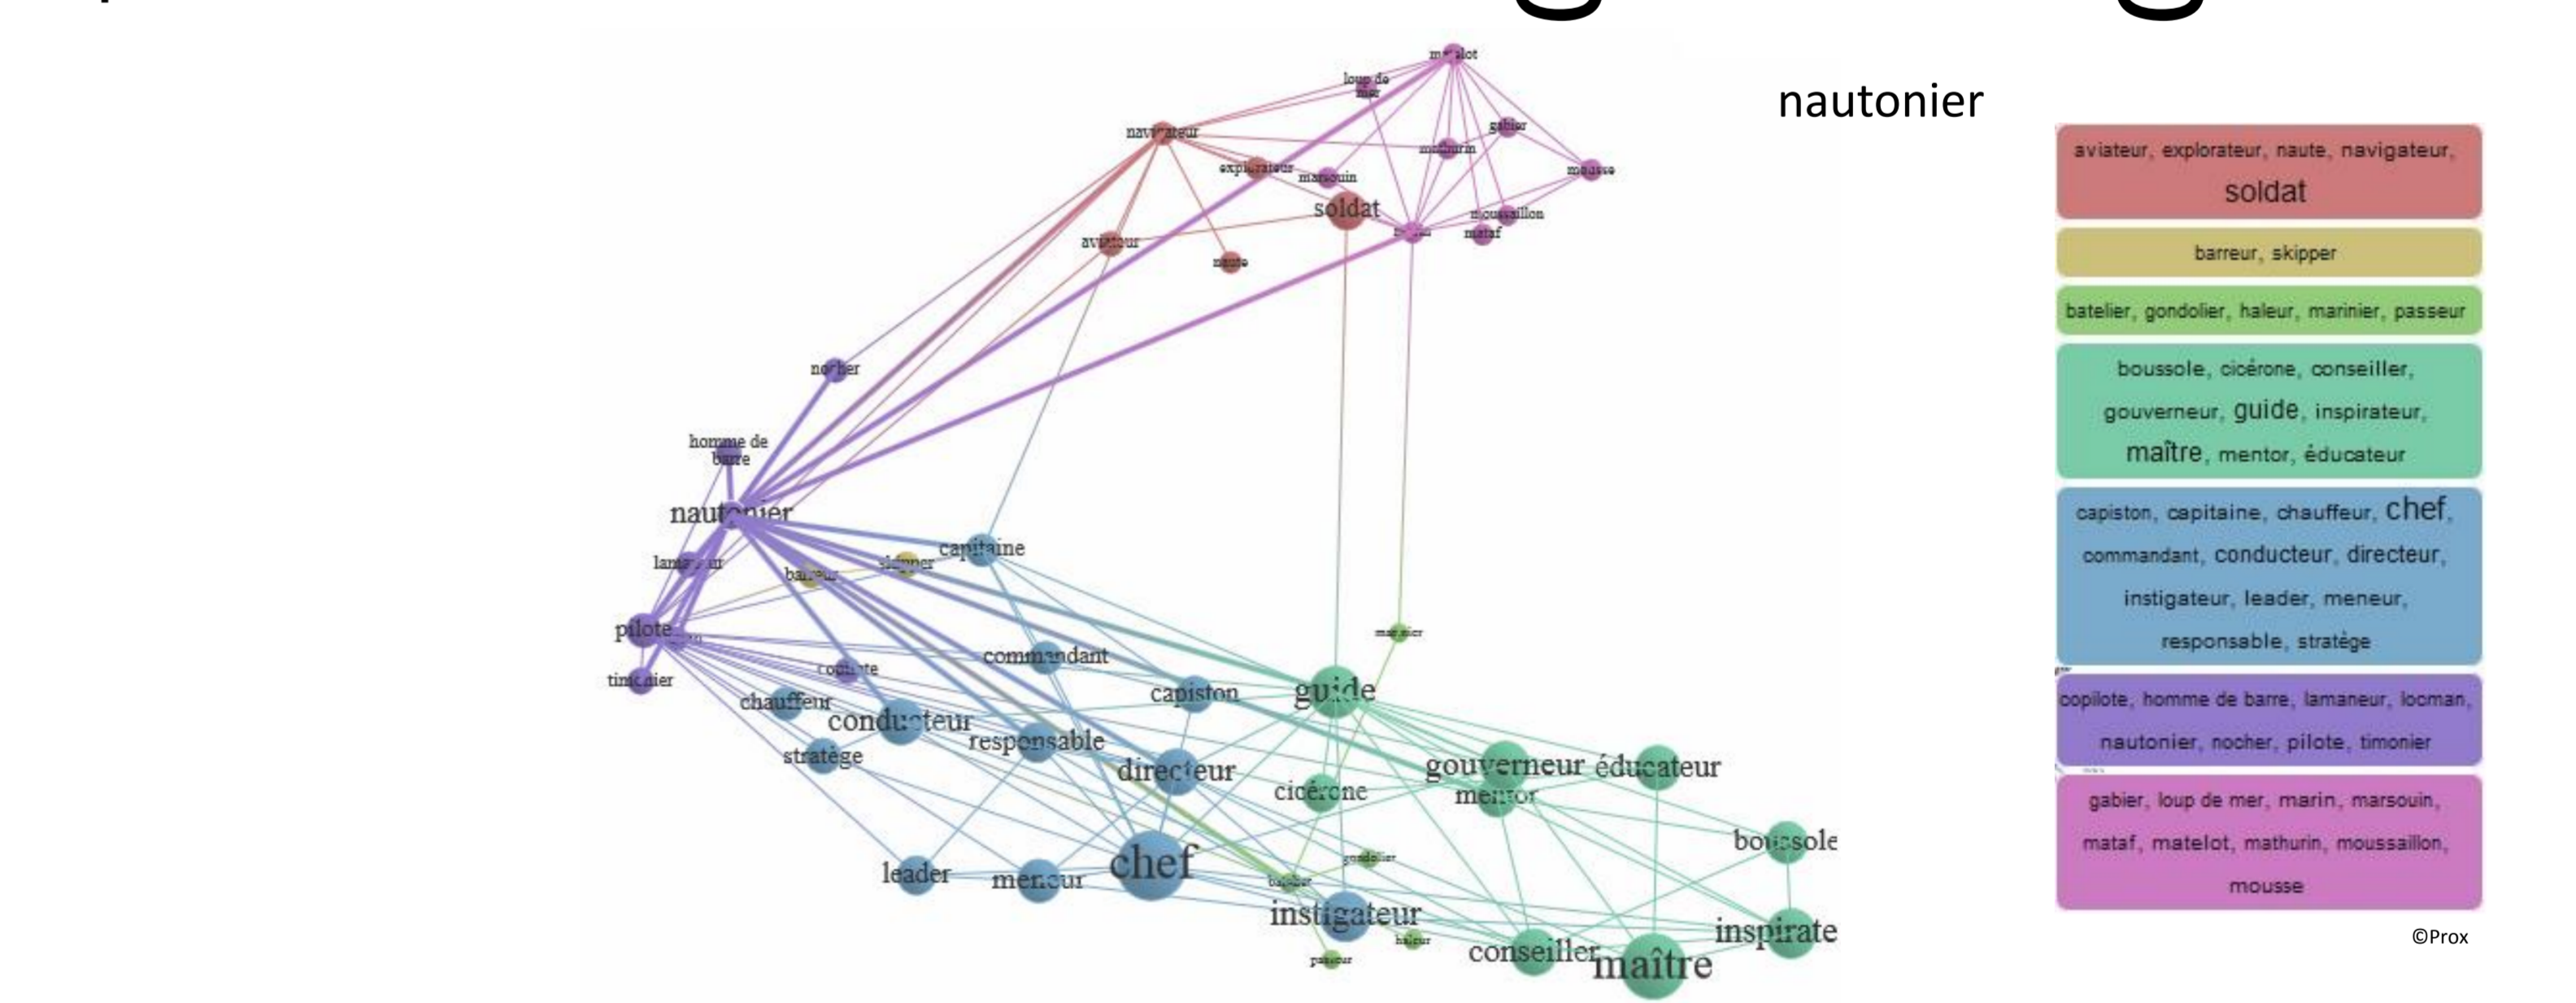 matelot
loup de
mer
nautonier
navigateur
gabier
mathurin
explorateur
marsouin
mousse
soldat
moussaillon
mataf
marin
aviateur
naute
nocher
homme de
barre
nautonier
lamaneur
barreur
skipper
capitaine
pilote
marinier
commandant
copilote
timonier
chauffeur
capiston
guide
conducteur
responsable
stratège
directeur
gouverneur
éducateur
cicérone
mentor
boussole
chef
gondolier
leader
meneur
batelier
instigateur
haleur
conseiller
inspirate
passeur
maître
aviateur, explorateur, naute, navigateur,
soldat
barreur, skipper
batelier, gondolier, haleur, marinier, passeur
boussole, cicérone, conseiller,
gouverneur, guide, inspirateur,
maître, mentor, éducateur
capiston, capitaine, chauffeur, chef,
commandant, conducteur, directeur,
instigateur, leader, meneur,
responsable, stratège
copilote, homme de barre, lamaneur, locman,
nautonier, nocher, pilote, timonier
gabier, loup de mer, marin, marsouin,
mataf, matelot, mathurin, moussaillon,
mousse
©Prox